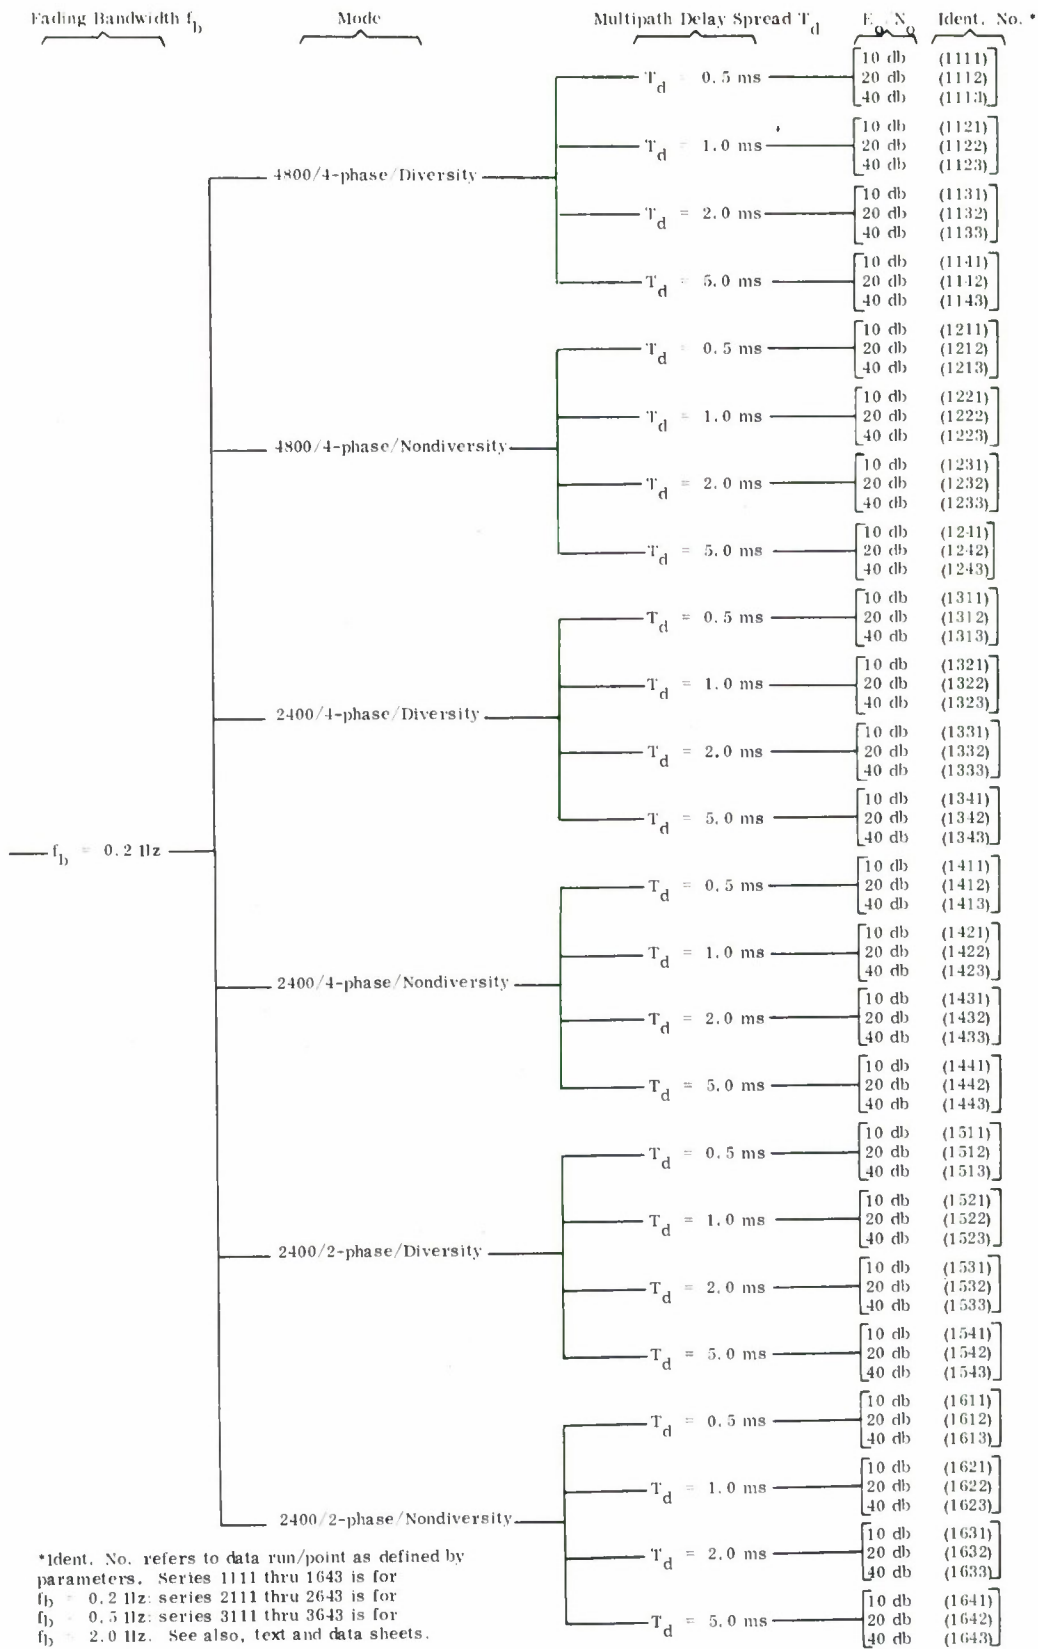 Fading Bandwidth f_b Mode Multipath Delay Spread T_d E_o N_o Ident. No. *
10 db (1111)
T_d = 0.5 ms 20 db (1112)
40 db (1113)
10 db (1121)
T_d = 1.0 ms 20 db (1122)
40 db (1123)
4800/4-phase/Diversity
10 db (1131)
T_d = 2.0 ms 20 db (1132)
40 db (1133)
10 db (1141)
T_d = 5.0 ms 20 db (1142)
40 db (1143)
10 db (1211)
T_d = 0.5 ms 20 db (1212)
40 db (1213)
10 db (1221)
T_d = 1.0 ms 20 db (1222)
40 db (1223)
4800/4-phase/Nondiversity
10 db (1231)
T_d = 2.0 ms 20 db (1232)
40 db (1233)
10 db (1241)
T_d = 5.0 ms 20 db (1242)
40 db (1243)
10 db (1311)
T_d = 0.5 ms 20 db (1312)
40 db (1313)
10 db (1321)
T_d = 1.0 ms 20 db (1322)
40 db (1323)
2400/4-phase/Diversity
10 db (1331)
T_d = 2.0 ms 20 db (1332)
40 db (1333)
10 db (1341)
T_d = 5.0 ms 20 db (1342)
40 db (1343)
f_b = 0.2 Hz
10 db (1411)
T_d = 0.5 ms 20 db (1412)
40 db (1413)
10 db (1421)
T_d = 1.0 ms 20 db (1422)
40 db (1423)
2400/4-phase/Nondiversity
10 db (1431)
T_d = 2.0 ms 20 db (1432)
40 db (1433)
10 db (1441)
T_d = 5.0 ms 20 db (1442)
40 db (1443)
10 db (1511)
T_d = 0.5 ms 20 db (1512)
40 db (1513)
10 db (1521)
T_d = 1.0 ms 20 db (1522)
40 db (1523)
2400/2-phase/Diversity
10 db (1531)
T_d = 2.0 ms 20 db (1532)
40 db (1533)
10 db (1541)
T_d = 5.0 ms 20 db (1542)
40 db (1543)
10 db (1611)
T_d = 0.5 ms 20 db (1612)
40 db (1613)
10 db (1621)
T_d = 1.0 ms 20 db (1622)
40 db (1623)
2400/2-phase/Nondiversity
10 db (1631)
T_d = 2.0 ms 20 db (1632)
40 db (1633)
10 db (1641)
T_d = 5.0 ms 20 db (1642)
40 db (1643)
*Ident. No. refers to data run/point as defined by
parameters. Series 1111 thru 1643 is for
f_b = 0.2 Hz: series 2111 thru 2643 is for
f_b = 0.5 Hz: series 3111 thru 3643 is for
f_b = 2.0 Hz. See also, text and data sheets.